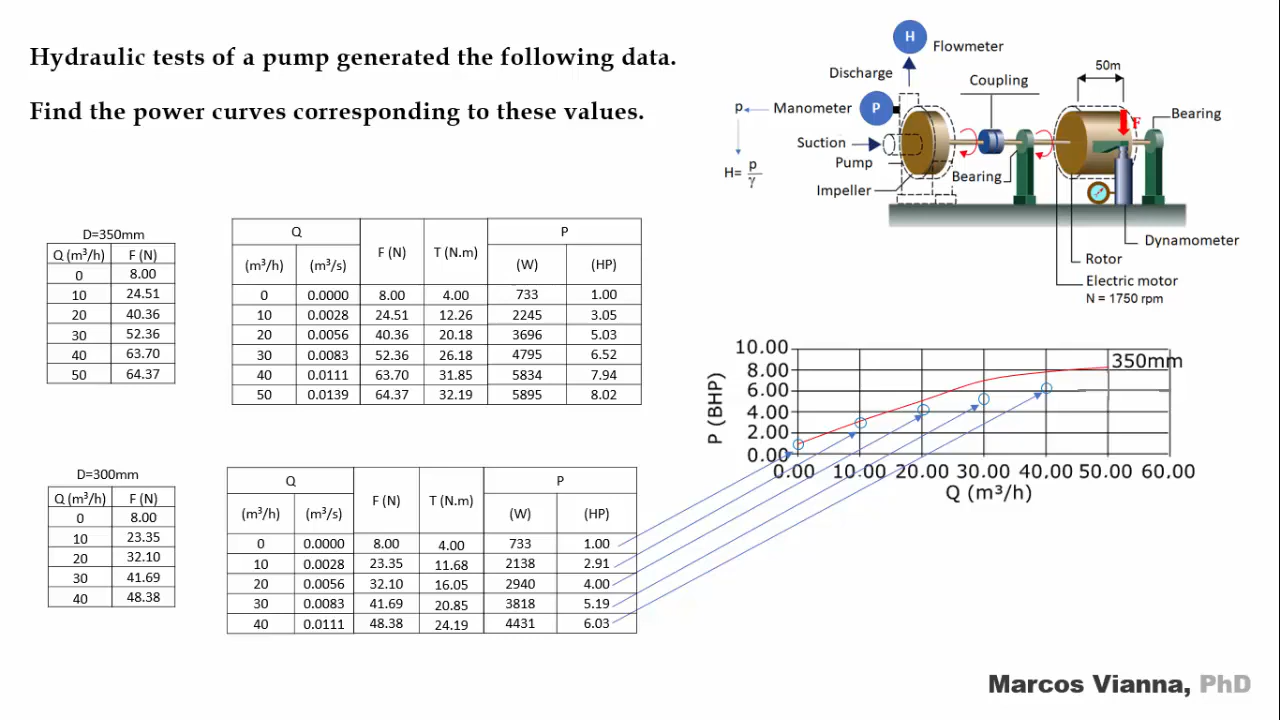 Hydraulic tests of a pump generated the following data.
Find the power curves corresponding to these values.
H
Flowmeter
Discharge
Coupling
50m
p
Manometer
P
F
Bearing
Suction
Pump
H= p/γ
Bearing
Impeller
Dynamometer
Rotor
Electric motor
N = 1750 rpm
D=350mm
Q (m³/h) F (N)
0 8.00
10 24.51
20 40.36
30 52.36
40 63.70
50 64.37
Q F (N) T (N.m) P
(m³/h) (m³/s) (W) (HP)
0 0.0000 8.00 4.00 733 1.00
10 0.0028 24.51 12.26 2245 3.05
20 0.0056 40.36 20.18 3696 5.03
30 0.0083 52.36 26.18 4795 6.52
40 0.0111 63.70 31.85 5834 7.94
50 0.0139 64.37 32.19 5895 8.02
10.00
8.00
6.00
4.00
2.00
0.00
P (BHP)
350mm
0.00 10.00 20.00 30.00 40.00 50.00 60.00
Q (m³/h)
D=300mm
Q (m³/h) F (N)
0 8.00
10 23.35
20 32.10
30 41.69
40 48.38
Q F (N) T (N.m) P
(m³/h) (m³/s) (W) (HP)
0 0.0000 8.00 4.00 733 1.00
10 0.0028 23.35 11.68 2138 2.91
20 0.0056 32.10 16.05 2940 4.00
30 0.0083 41.69 20.85 3818 5.19
40 0.0111 48.38 24.19 4431 6.03
Marcos Vianna, PhD